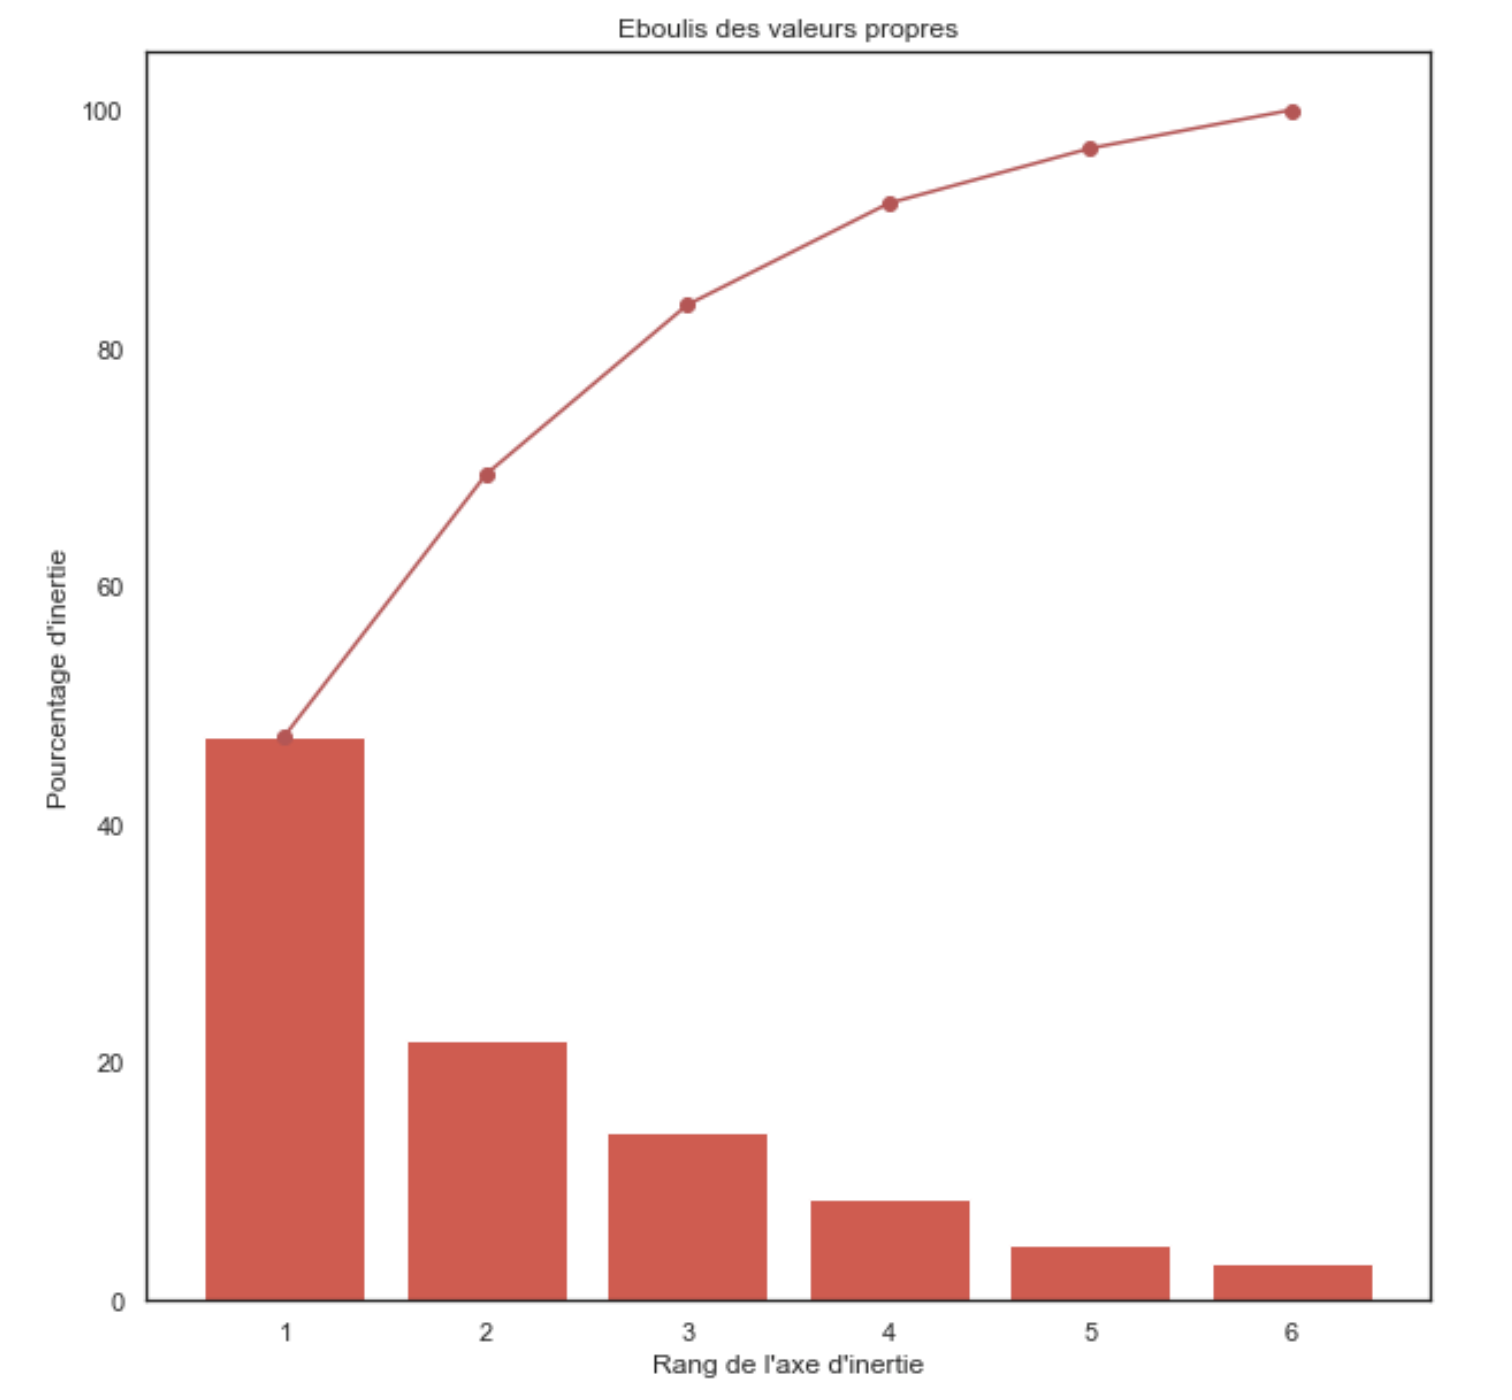 Eboulis des valeurs propres
100
80
60
40
20
0
Pourcentage d'inertie
1 2 3 4 5 6
Rang de l'axe d'inertie